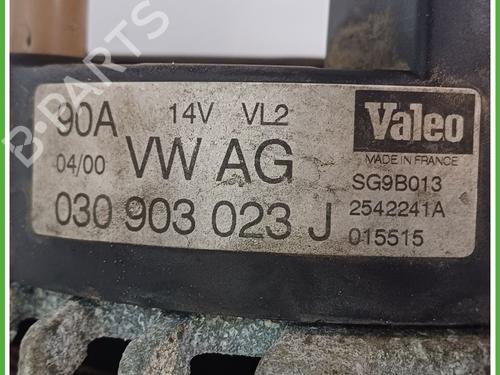 90A 14V VL2
04/00 VW AG
030 903 023 J
Valeo
MADE IN FRANCE
SG9B013
2542241A
015515
B-PARTS